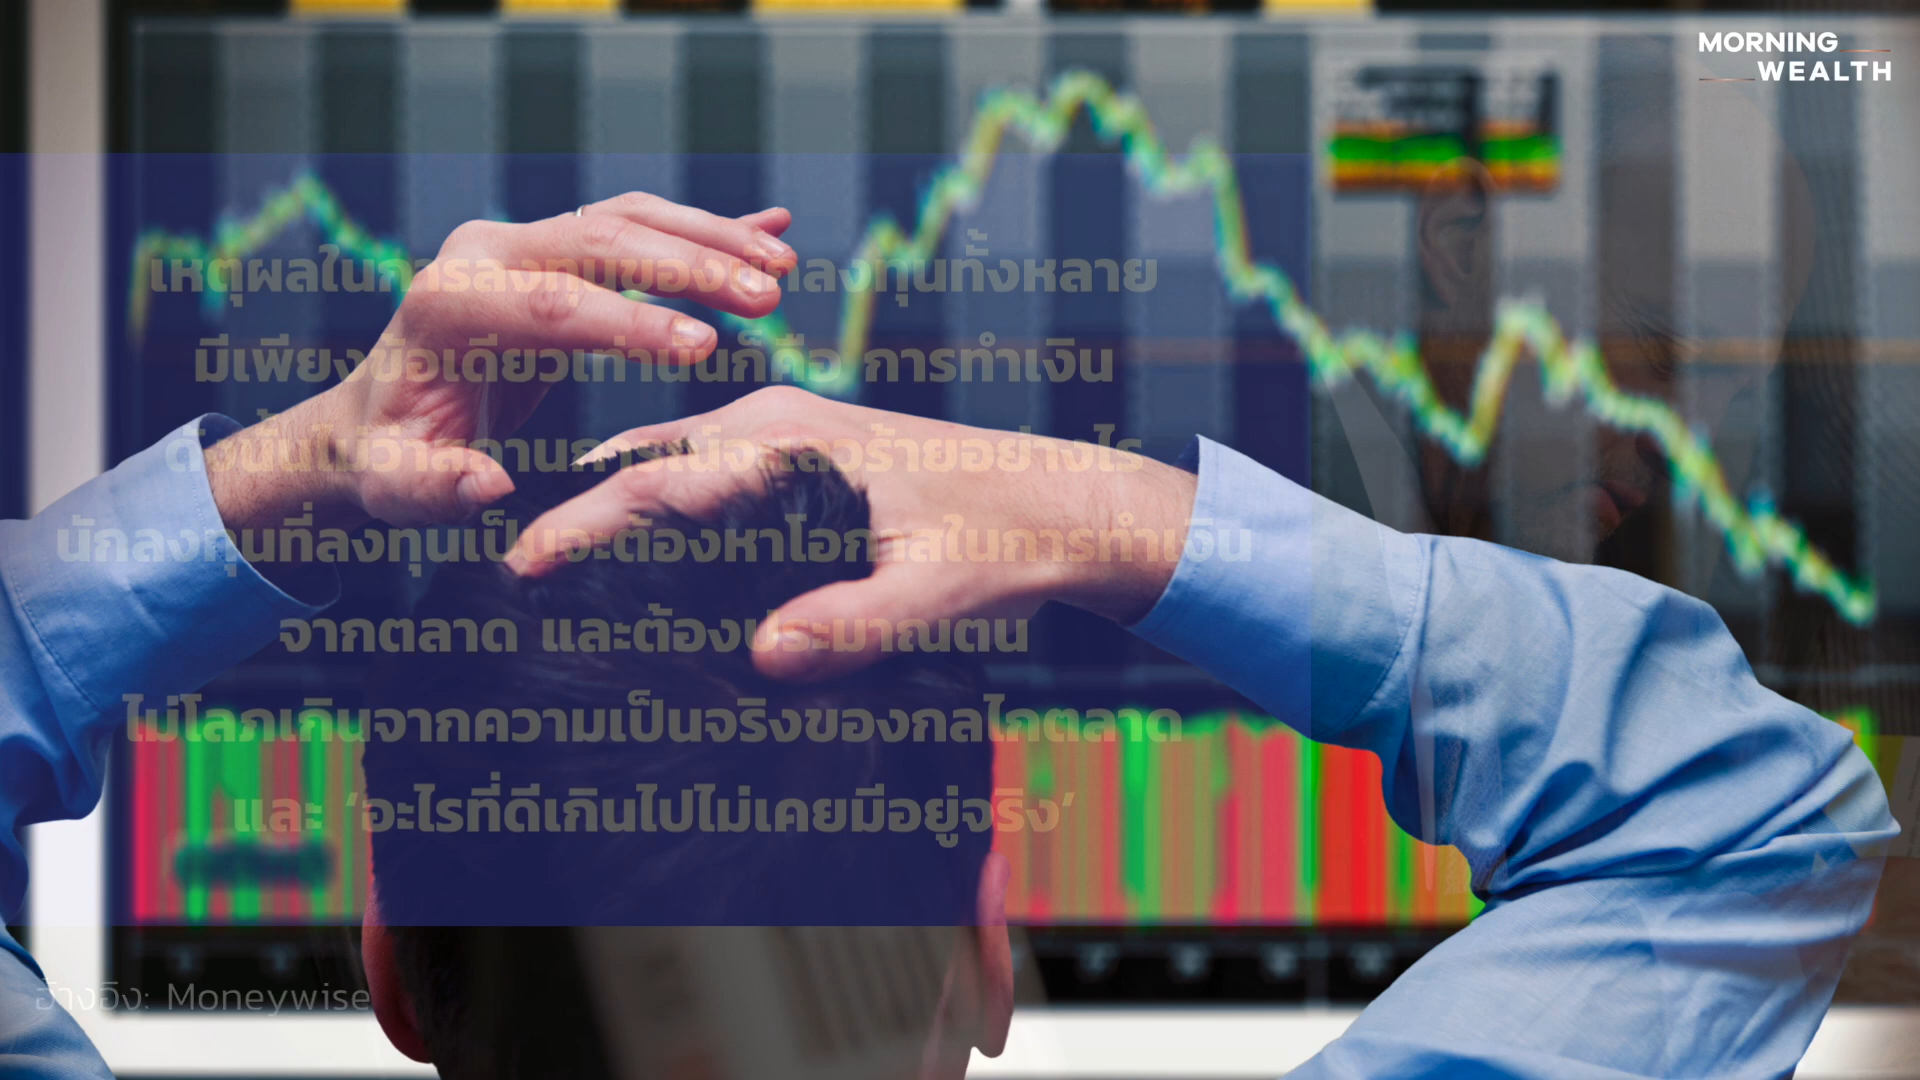 MORNING
WEALTH
เหตุผลในการลงทุนของนักลงทุนทั้งหลาย
มีเพียงข้อเดียวเท่านั้นก็คือ การทำเงิน
ดังนั้นไม่ว่าสถานการณ์จะเลวร้ายอย่างไร
นักลงทุนที่ลงทุนเป็นจะต้องหาโอกาสในการทำเงิน
จากตลาด และต้องประมาณตน
ไม่โลภเกินจากความเป็นจริงของกลไกตลาด
และ ‘อะไรที่ดีเกินไปไม่เคยมีอยู่จริง’
อ้างอิง: Moneywise